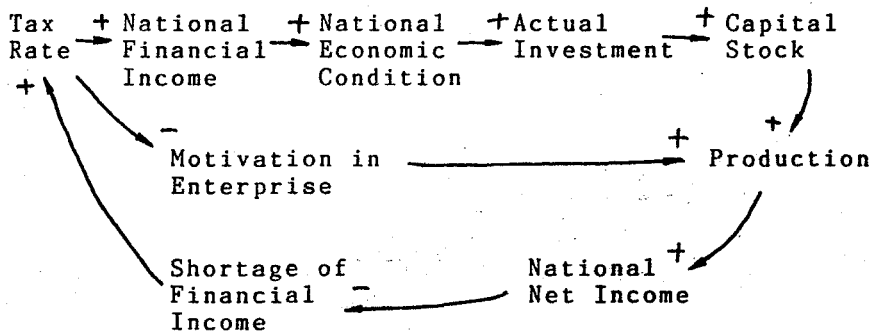 Tax + National + National + Actual + Capital
Rate Financial Economic Investment Stock
+ Income Condition
- + +
Motivation in Production
Enterprise
Shortage of National +
Financial - Net Income
Income